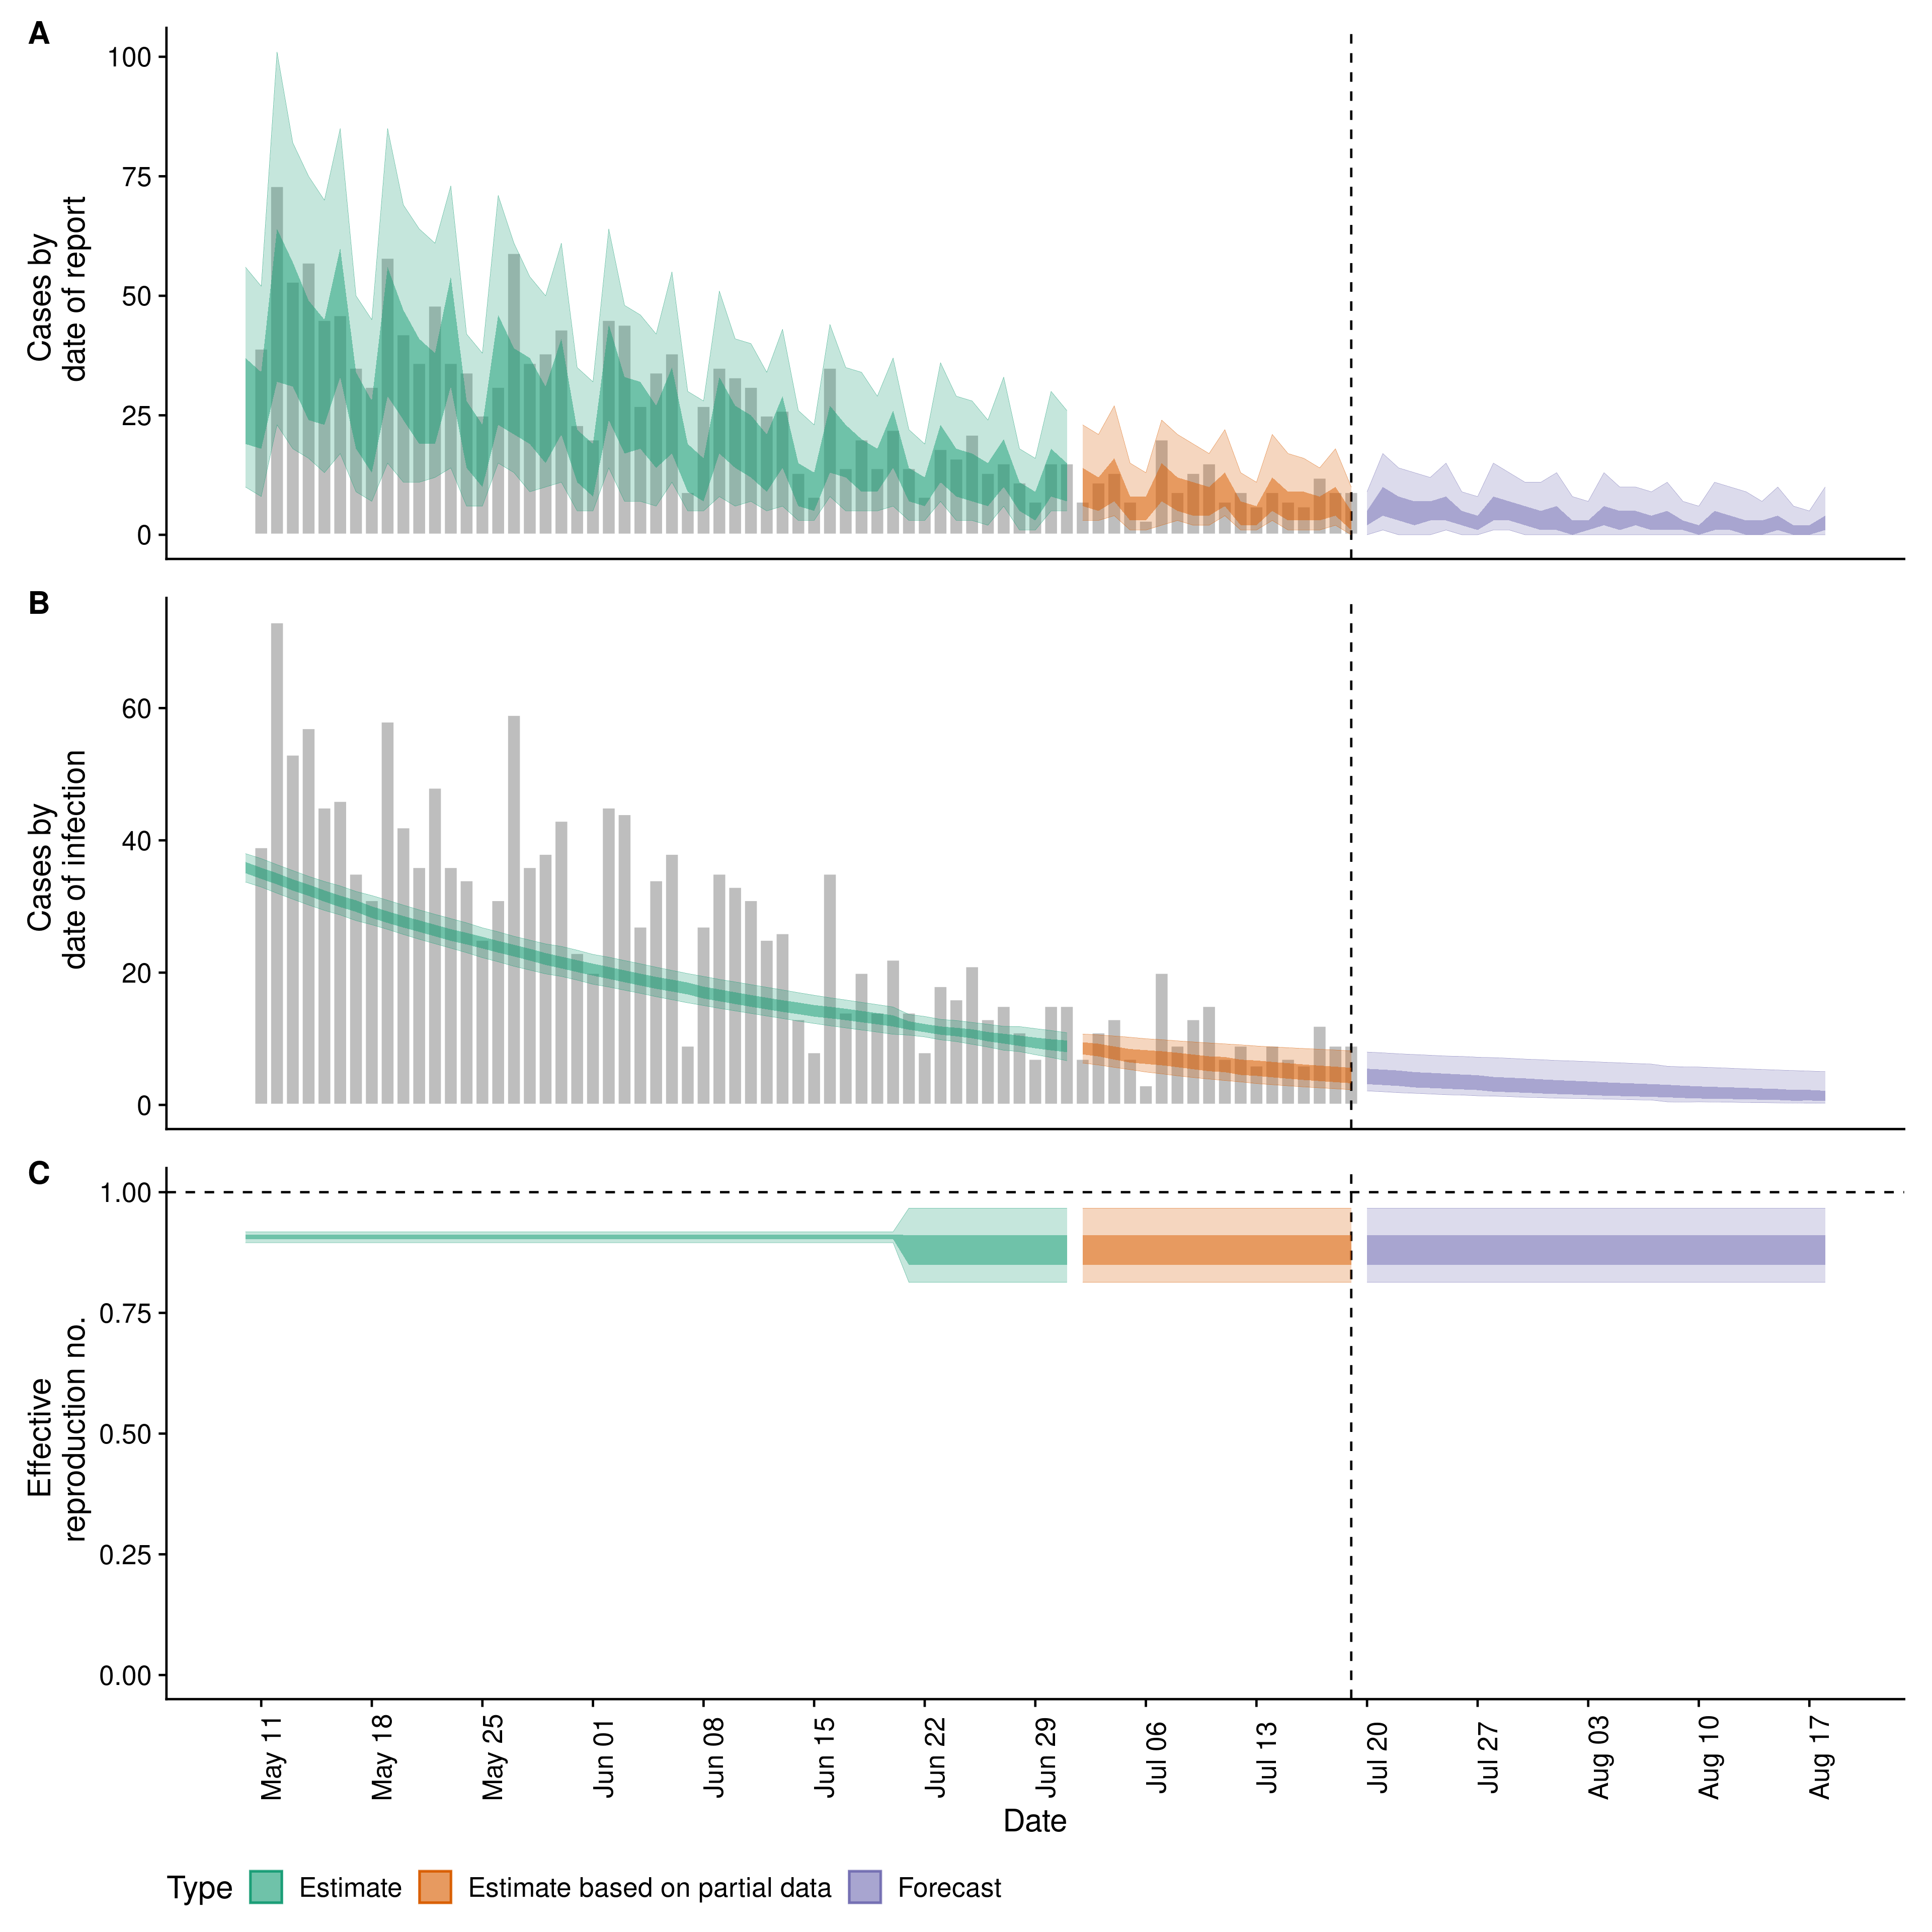 A
100
75
50
25
0
Cases by
date of report
B
60
40
20
0
Cases by
date of infection
C
1.00
0.75
0.50
0.25
0.00
Effective
reproduction no.
May 11
May 18
May 25
Jun 01
Jun 08
Jun 15
Jun 22
Jun 29
Jul 06
Jul 13
Jul 20
Jul 27
Aug 03
Aug 10
Aug 17
Date
Type Estimate Estimate based on partial data Forecast